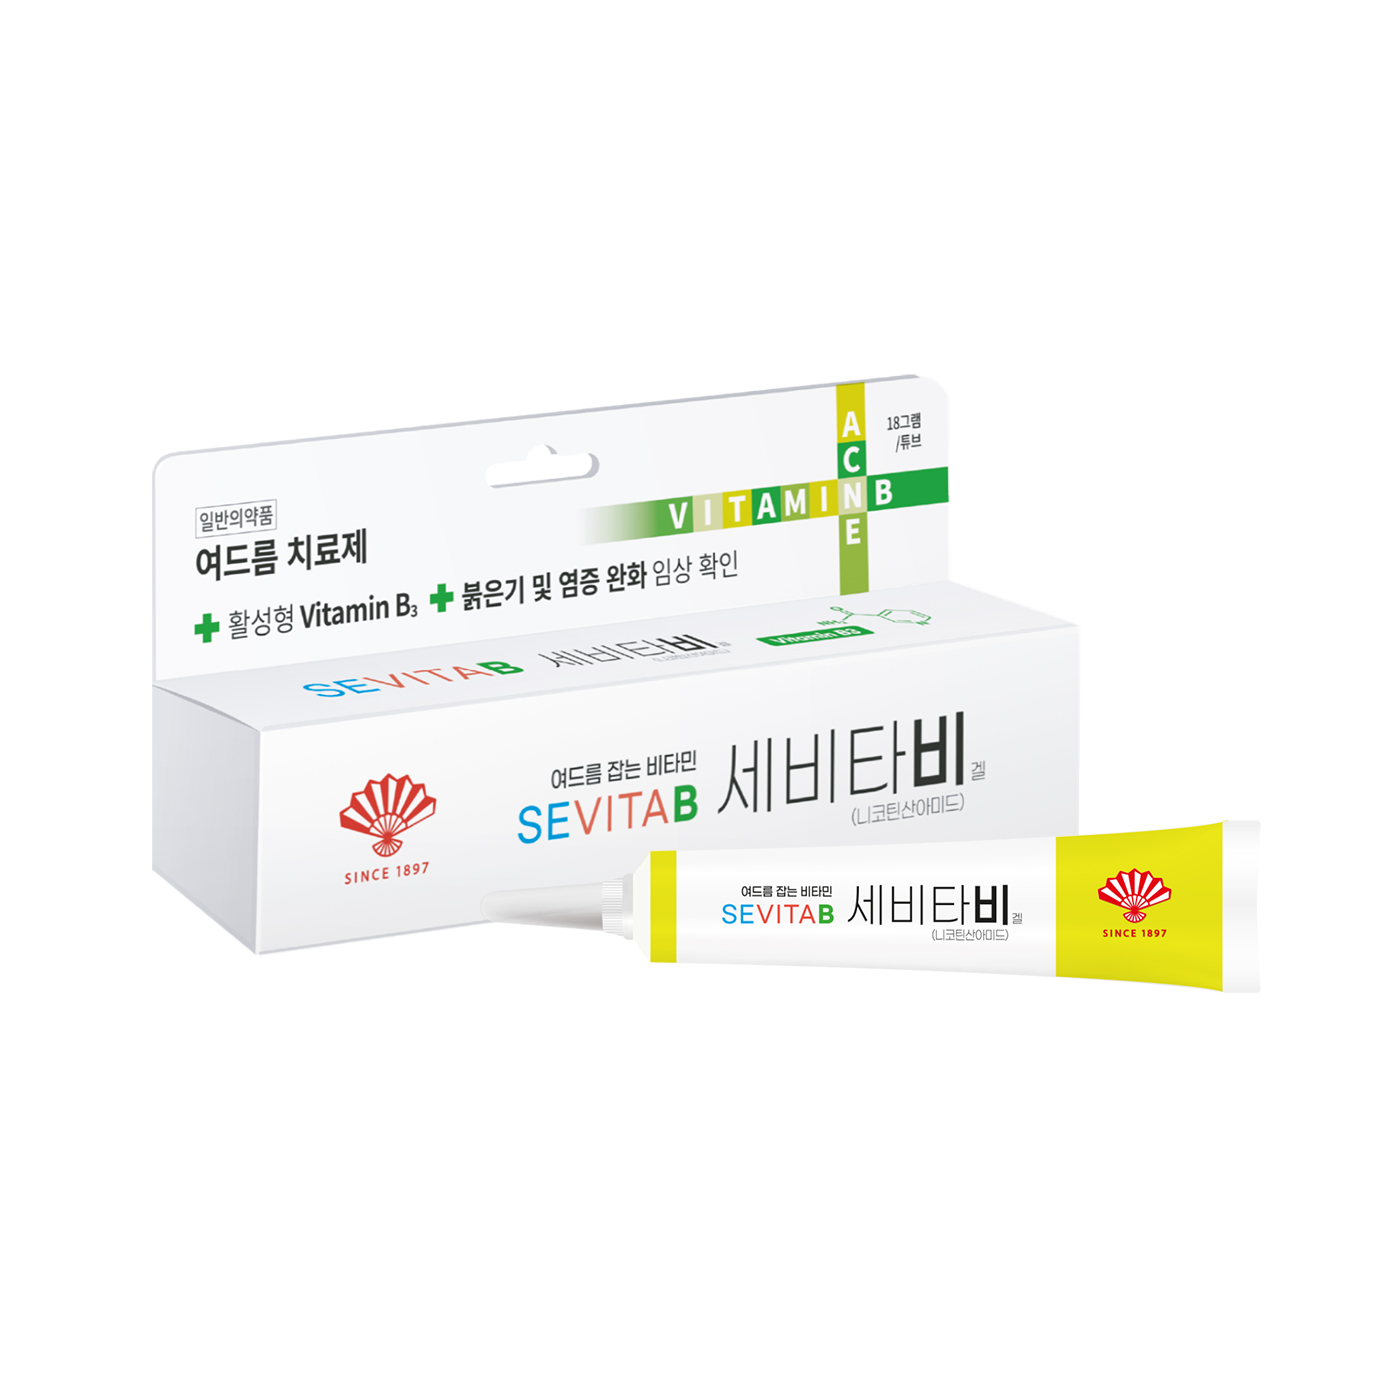 ACNE
VITAMIN B
18그램
/튜브
일반의약품
여드름 치료제
활성형 Vitamin B3
붉은기 및 염증 완화 임상 확인
SEVITAB 세비타비
NH₂
N
O
Vitamin B3
여드름 잡는 비타민
SEVITAB 세비타비 겔
(니코틴산아미드)
SINCE 1897
여드름 잡는 비타민
SEVITAB 세비타비 겔
(니코틴산아미드)
SINCE 1897